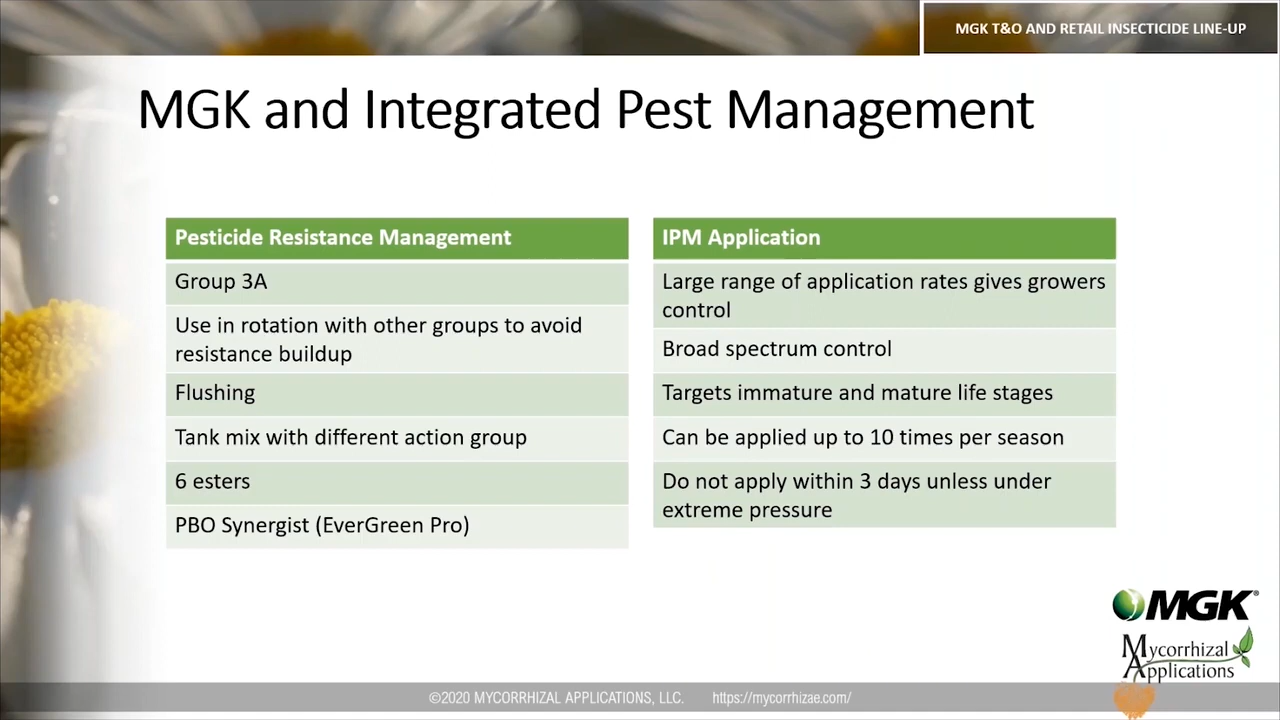 MGK T&O AND RETAIL INSECTICIDE LINE-UP
MGK and Integrated Pest Management
Pesticide Resistance Management
Group 3A
Use in rotation with other groups to avoid
resistance buildup
Flushing
Tank mix with different action group
6 esters
PBO Synergist (EverGreen Pro)
IPM Application
Large range of application rates gives growers
control
Broad spectrum control
Targets immature and mature life stages
Can be applied up to 10 times per season
Do not apply within 3 days unless under
extreme pressure
MGK®
Mycorrhizal
Applications
©2020 MYCORRHIZAL APPLICATIONS, LLC. https://mycorrhizae.com/